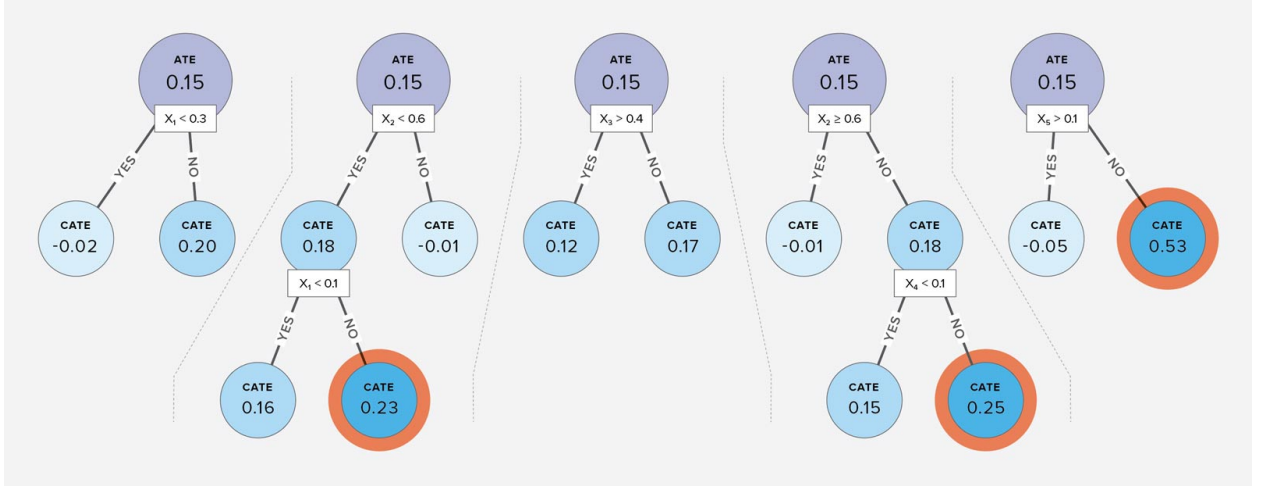 ATE
0.15
X₁ < 0.3
YES
NO
CATE
-0.02
CATE
0.20
ATE
0.15
X₂ < 0.6
YES
NO
CATE
0.18
CATE
-0.01
X₁ < 0.1
YES
NO
CATE
0.16
CATE
0.23
ATE
0.15
X₃ > 0.4
YES
NO
CATE
0.12
CATE
0.17
ATE
0.15
X₂ ≥ 0.6
YES
NO
CATE
-0.01
CATE
0.18
X₄ < 0.1
YES
NO
CATE
0.15
CATE
0.25
ATE
0.15
X₅ > 0.1
YES
NO
CATE
-0.05
CATE
0.53